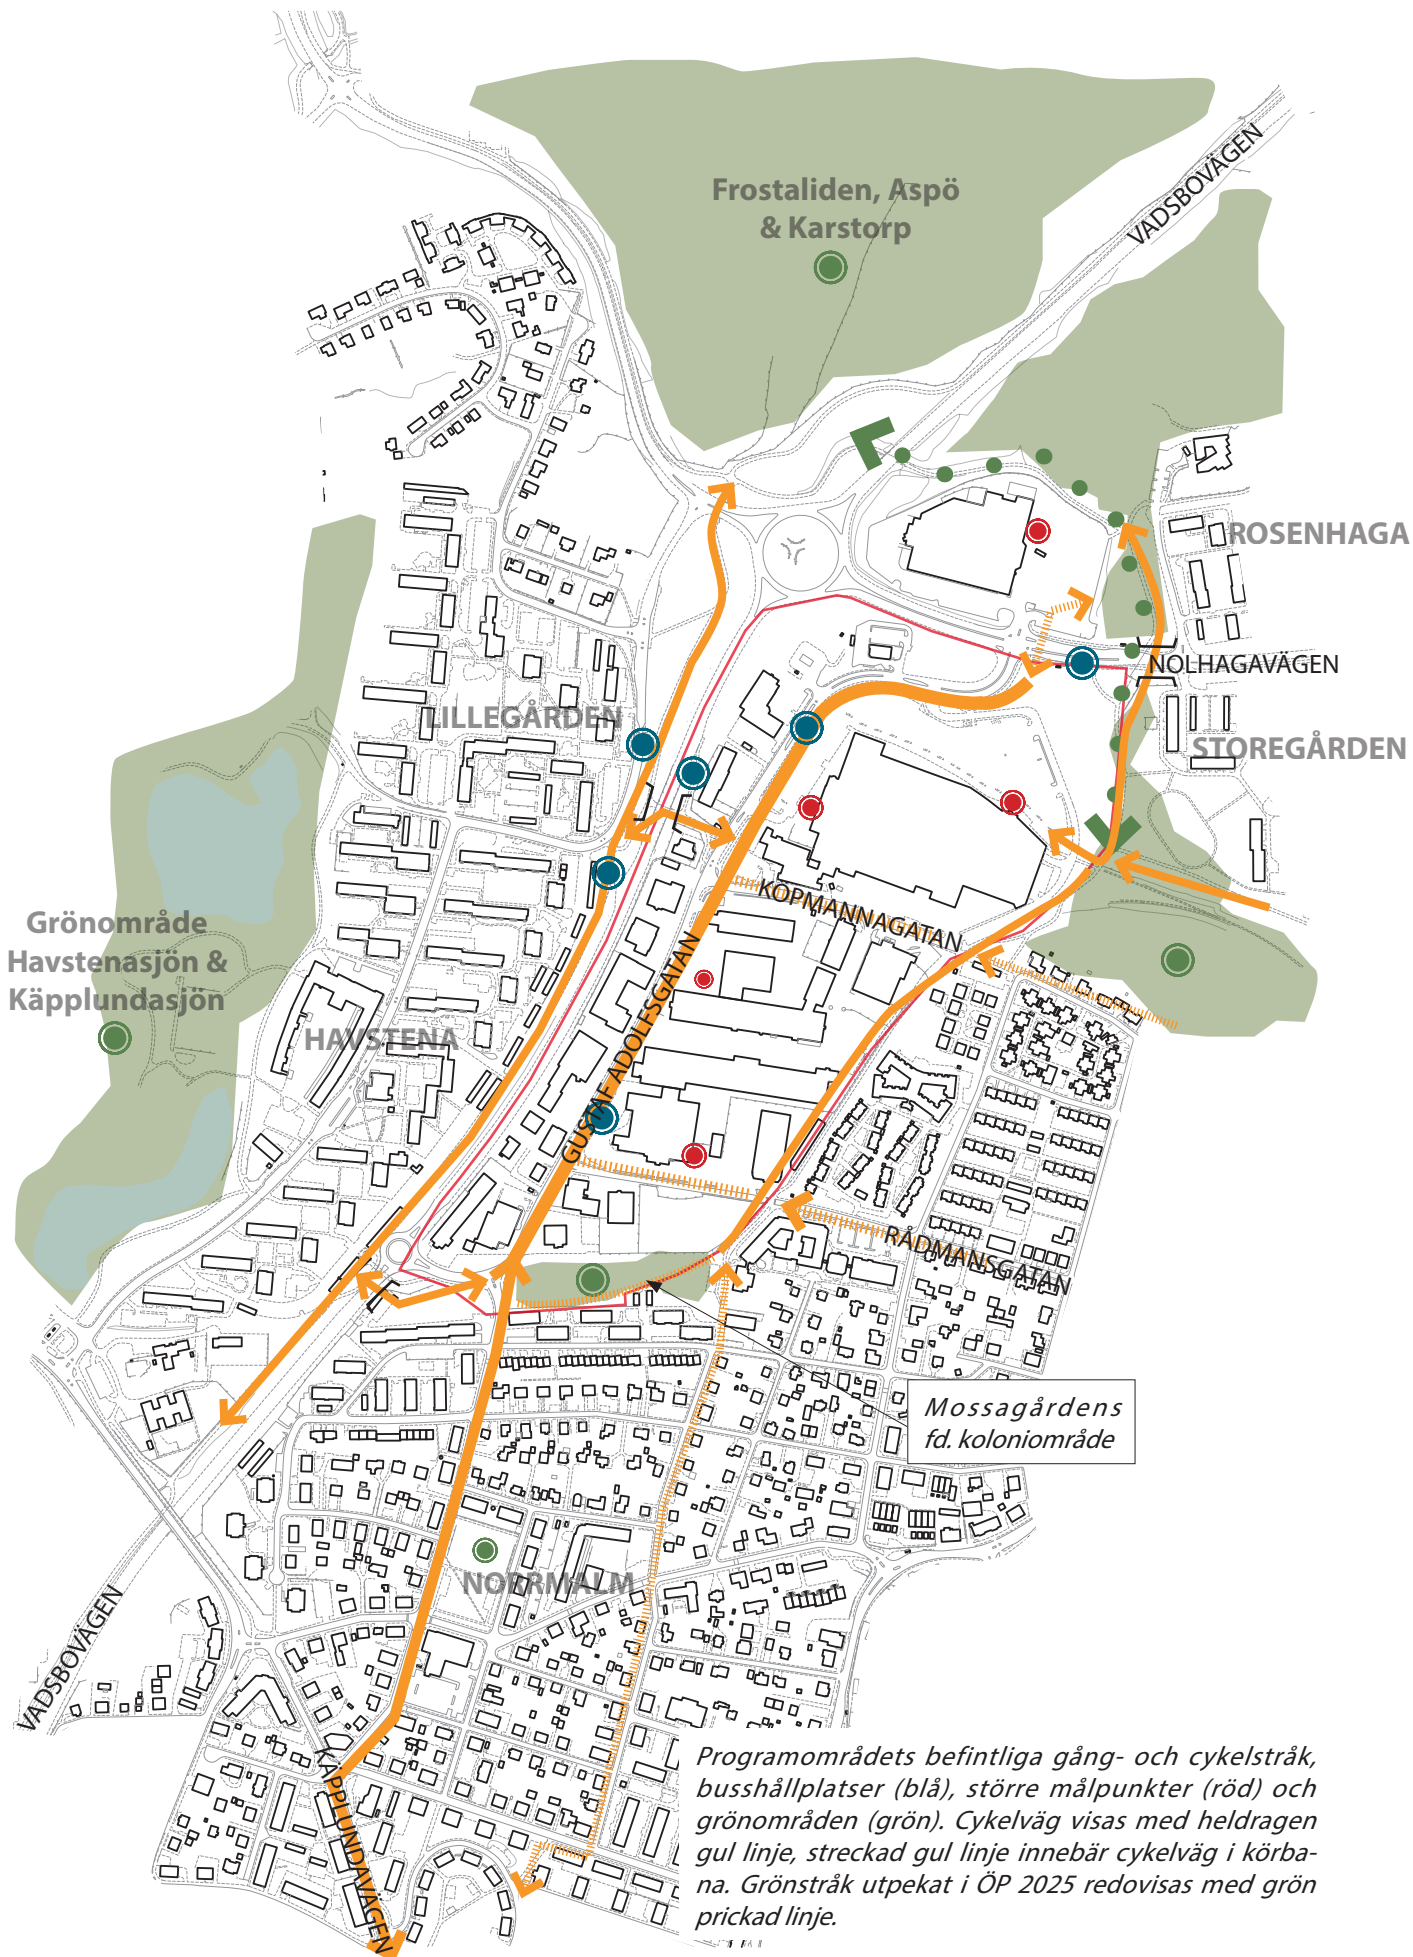 Frostaliden, Aspö
& Karstorp
VADSBOVÄGEN
ROSENHAGA
NOLHAGAVÄGEN
STOREGÅRDEN
LILLEGÅRDEN
KÖPMANNAGATAN
Grönområde
Havstenasjön &
Käpplundasjön
HAVSTENA
GUSTAF ADOLFSGATAN
RÅDMANSGATAN
Mossagårdens
fd. koloniområde
NORRMALM
VADSBOVÄGEN
KÄPPLUNDAVÄGEN
Programområdets befintliga gång- och cykelstråk,
busshållplatser (blå), större målpunkter (röd) och
grönområden (grön). Cykelväg visas med heldragen
gul linje, streckad gul linje innebär cykelväg i körba-
na. Grönstråk utpekat i ÖP 2025 redovisas med grön
prickad linje.